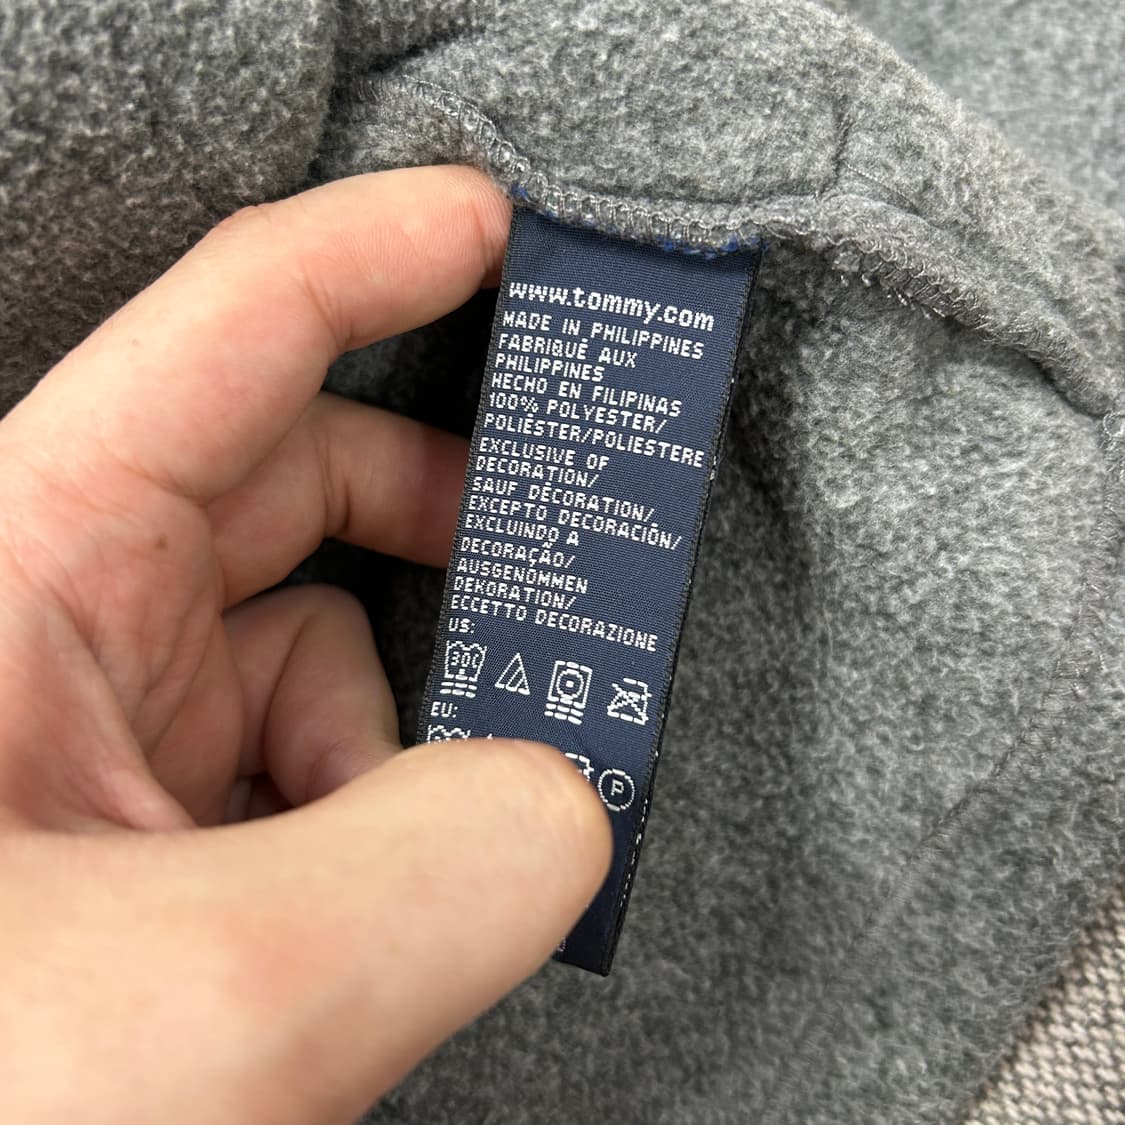 www.tommy.com
MADE IN PHILIPPINES
FABRIQUÉ AUX
PHILIPPINES
HECHO EN FILIPINAS
100% POLYESTER/
POLIÉSTER/POLIESTERE
EXCLUSIVE OF
DECORATION/
SAUF DÉCORATION/
EXCEPTO DECORACIÓN/
EXCLUINDO A
DECORAÇÃO/
AUSGENOMMEN
DEKORATION/
ECCETTO DECORAZIONE
US:
30C
EU:
P